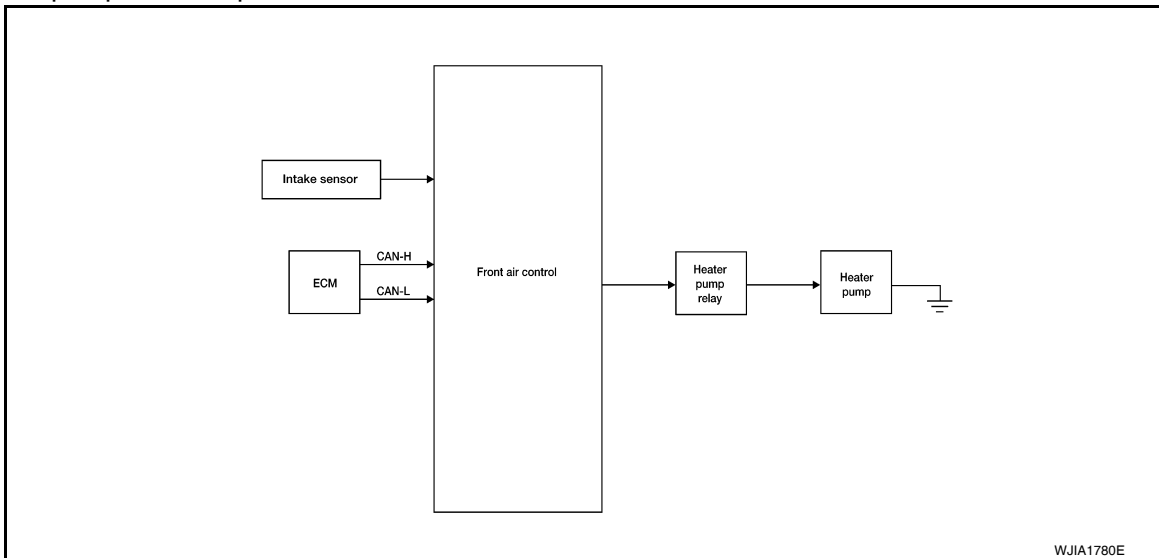 Intake sensor
CAN-H
ECM
CAN-L
Front air control
Heater
pump
relay
Heater
pump
WJIA1780E